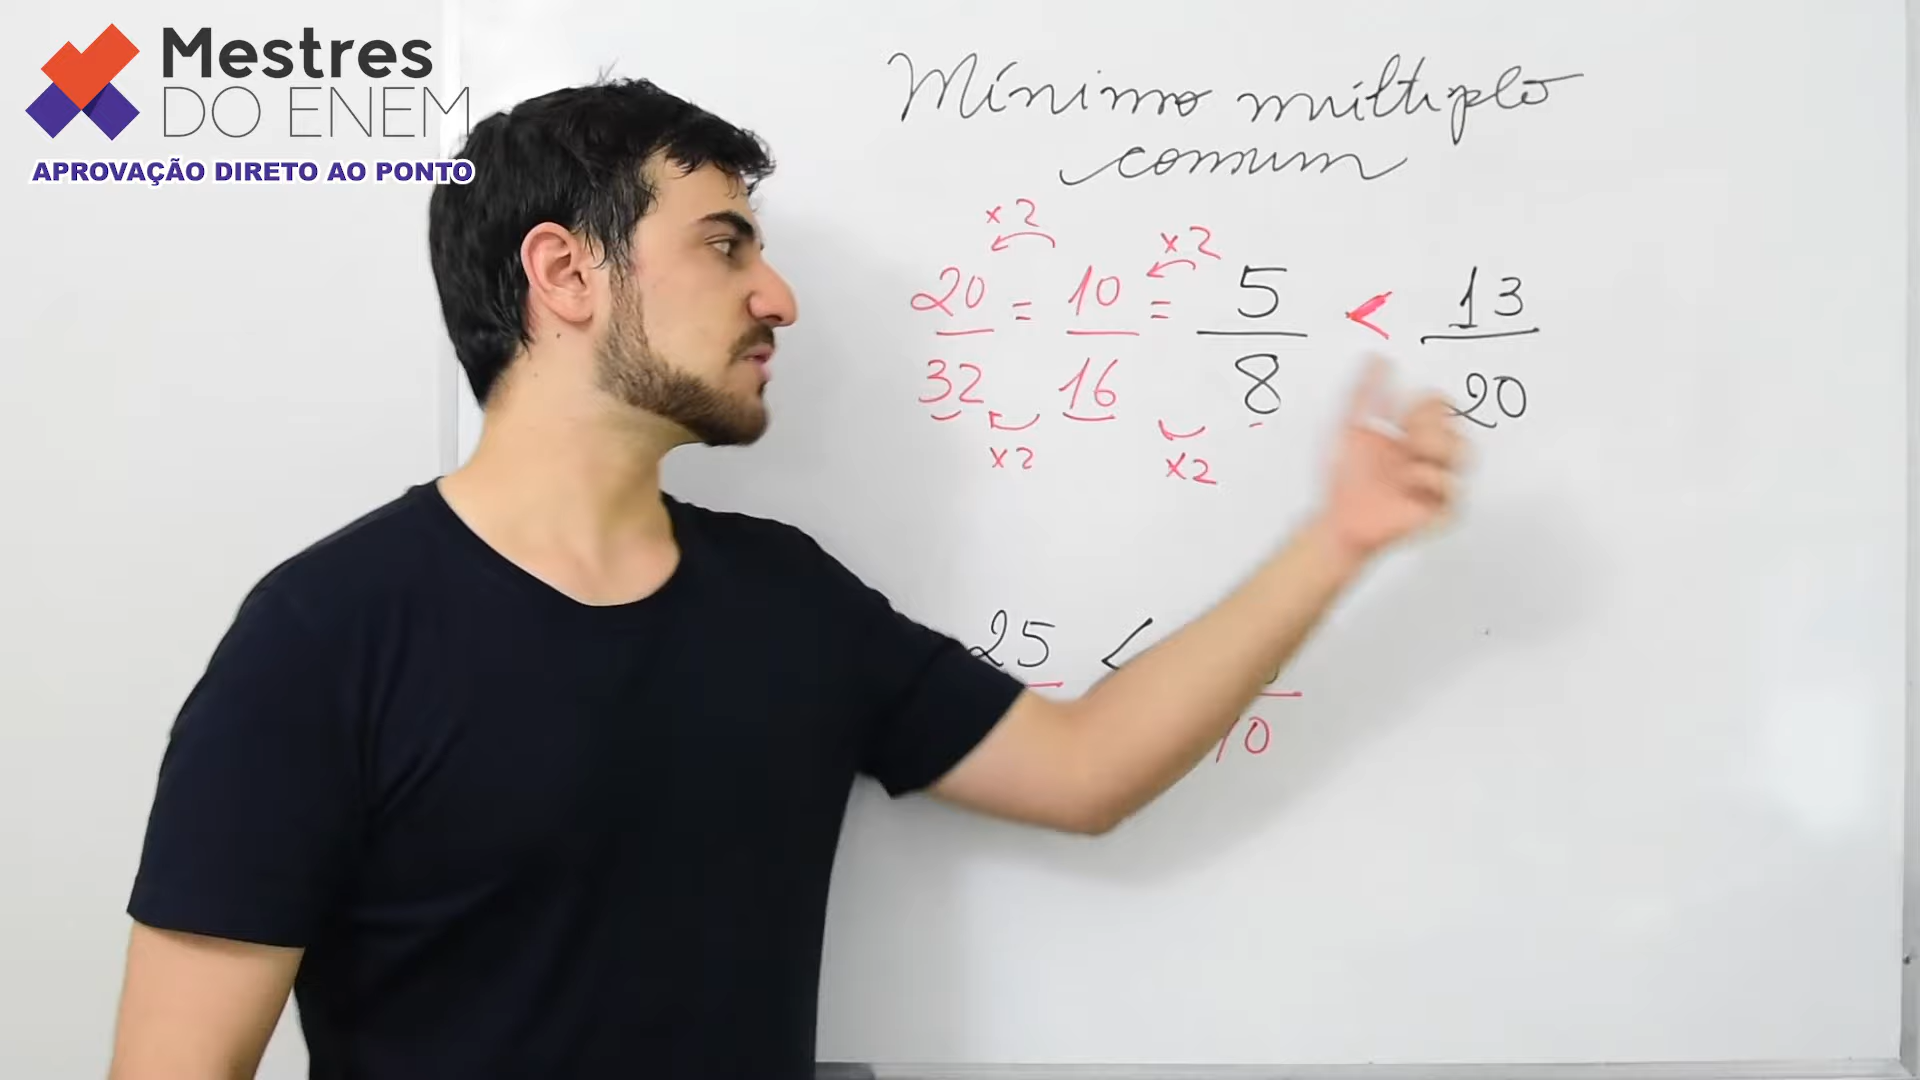 Mestres
DO ENEM
APROVAÇÃO DIRETO AO PONTO
Mínimo múltiplo
comum
x2 x2
20/32 = 10/16 = 5/8 < 13/20
x2 x2
25 <
10